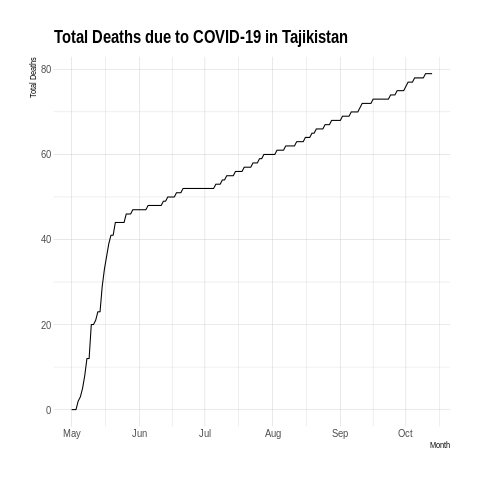 Total Deaths due to COVID-19 in Tajikistan
Total Deaths
80
60
40
20
0
May Jun Jul Aug Sep Oct
Month